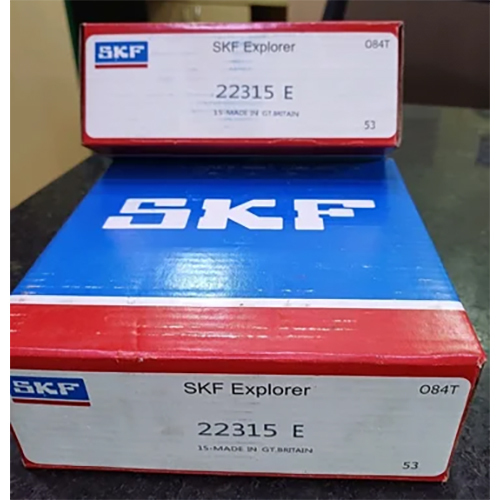 SKF
SKF Explorer
O84T
22315 E
15-MADE IN GT.BRITAIN
53
SKF
SKF
SKF Explorer
O84T
22315 E
15-MADE IN GT.BRITAIN
53